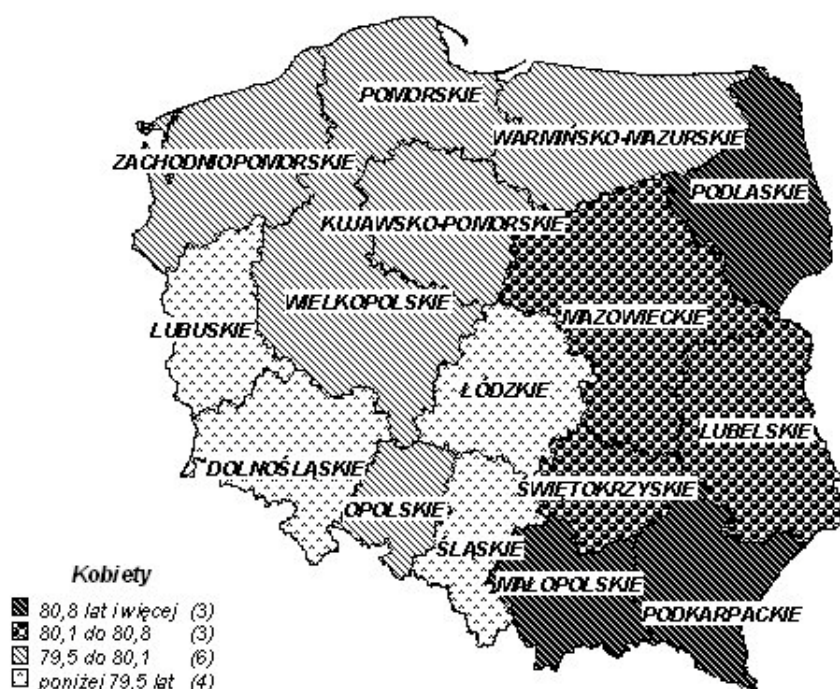 POMORSKIE
WARMIŃSKO-MAZURSKIE
ZACHODNIOPOMORSKIE
PODLASKIE
KUJAWSKO-POMORSKIE
WIELKOPOLSKIE
MAZOWIECKIE
LUBUSKIE
ŁÓDZKIE
LUBELSKIE
DOLNOŚLĄSKIE
ŚWIĘTOKRZYSKIE
OPOLSKIE
ŚLĄSKIE
MAŁOPOLSKIE
PODKARPACKIE
Kobiety
80,8 lat i więcej (3)
80,1 do 80,8 (3)
79,5 do 80,1 (6)
poniżej 79,5 lat (4)